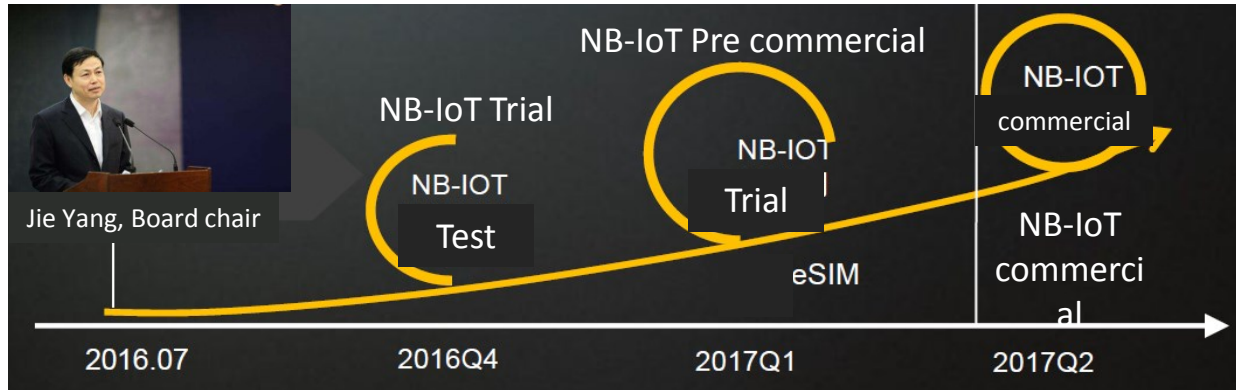 NB-IoT Pre commercial
NB-IoT Trial
NB-IOT
Test
NB-IOT
Trial
NB-IOT
commercial
Jie Yang, Board chair
eSIM
NB-IoT
commerci
al
2016.07
2016Q4
2017Q1
2017Q2